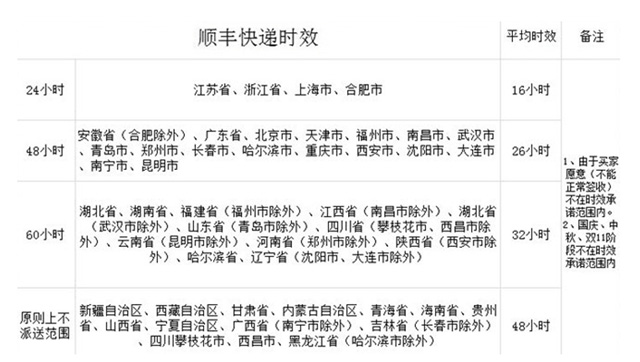 顺丰快递时效
平均时效
备注
24小时
江苏省、浙江省、上海市、合肥市
16小时
48小时
安徽省（合肥除外）、广东省、北京市、天津市、福州市、南昌市、武汉市
、青岛市、郑州市、长春市、哈尔滨市、重庆市、西安市、沈阳市、大连市
、南宁市、昆明市
26小时
60小时
湖北省、湖南省、福建省（福州市除外）、江西省（南昌市除外）、湖北省
（武汉市除外）、山东省（青岛市除外）、四川省（攀枝花市、西昌市除
外）、云南省（昆明市除外）、河南省（郑州市除外）、陕西省（西安市除
外）、哈尔滨省、辽宁省（沈阳市、大连市除外）
32小时
原则上不
派送范围
新疆自治区、西藏自治区、甘肃省、内蒙古自治区、青海省、海南省、贵州
省、山西省、宁夏自治区、广西省（南宁市除外）、吉林省（长春市除外）
、四川攀枝花市、西昌市、黑龙江省（哈尔滨市除外）
48小时
1、由于买家
原意（不能
正常签收）
不在时效承
诺范围内。
2、国庆、中
秋、双11阶
段不在时效
承诺范围内